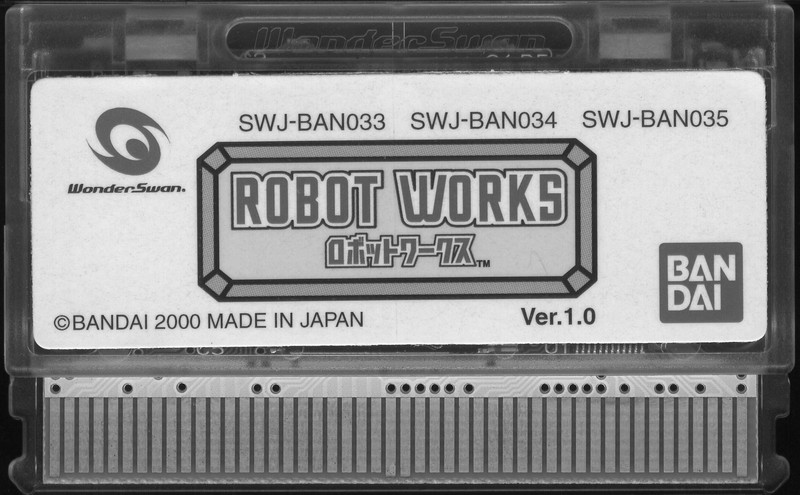 WonderSwan
SWJ-BAN033 SWJ-BAN034 SWJ-BAN035
WonderSwan.
ROBOT WORKS
ロボットワークス™
BAN
DAI
©BANDAI 2000 MADE IN JAPAN
Ver.1.0